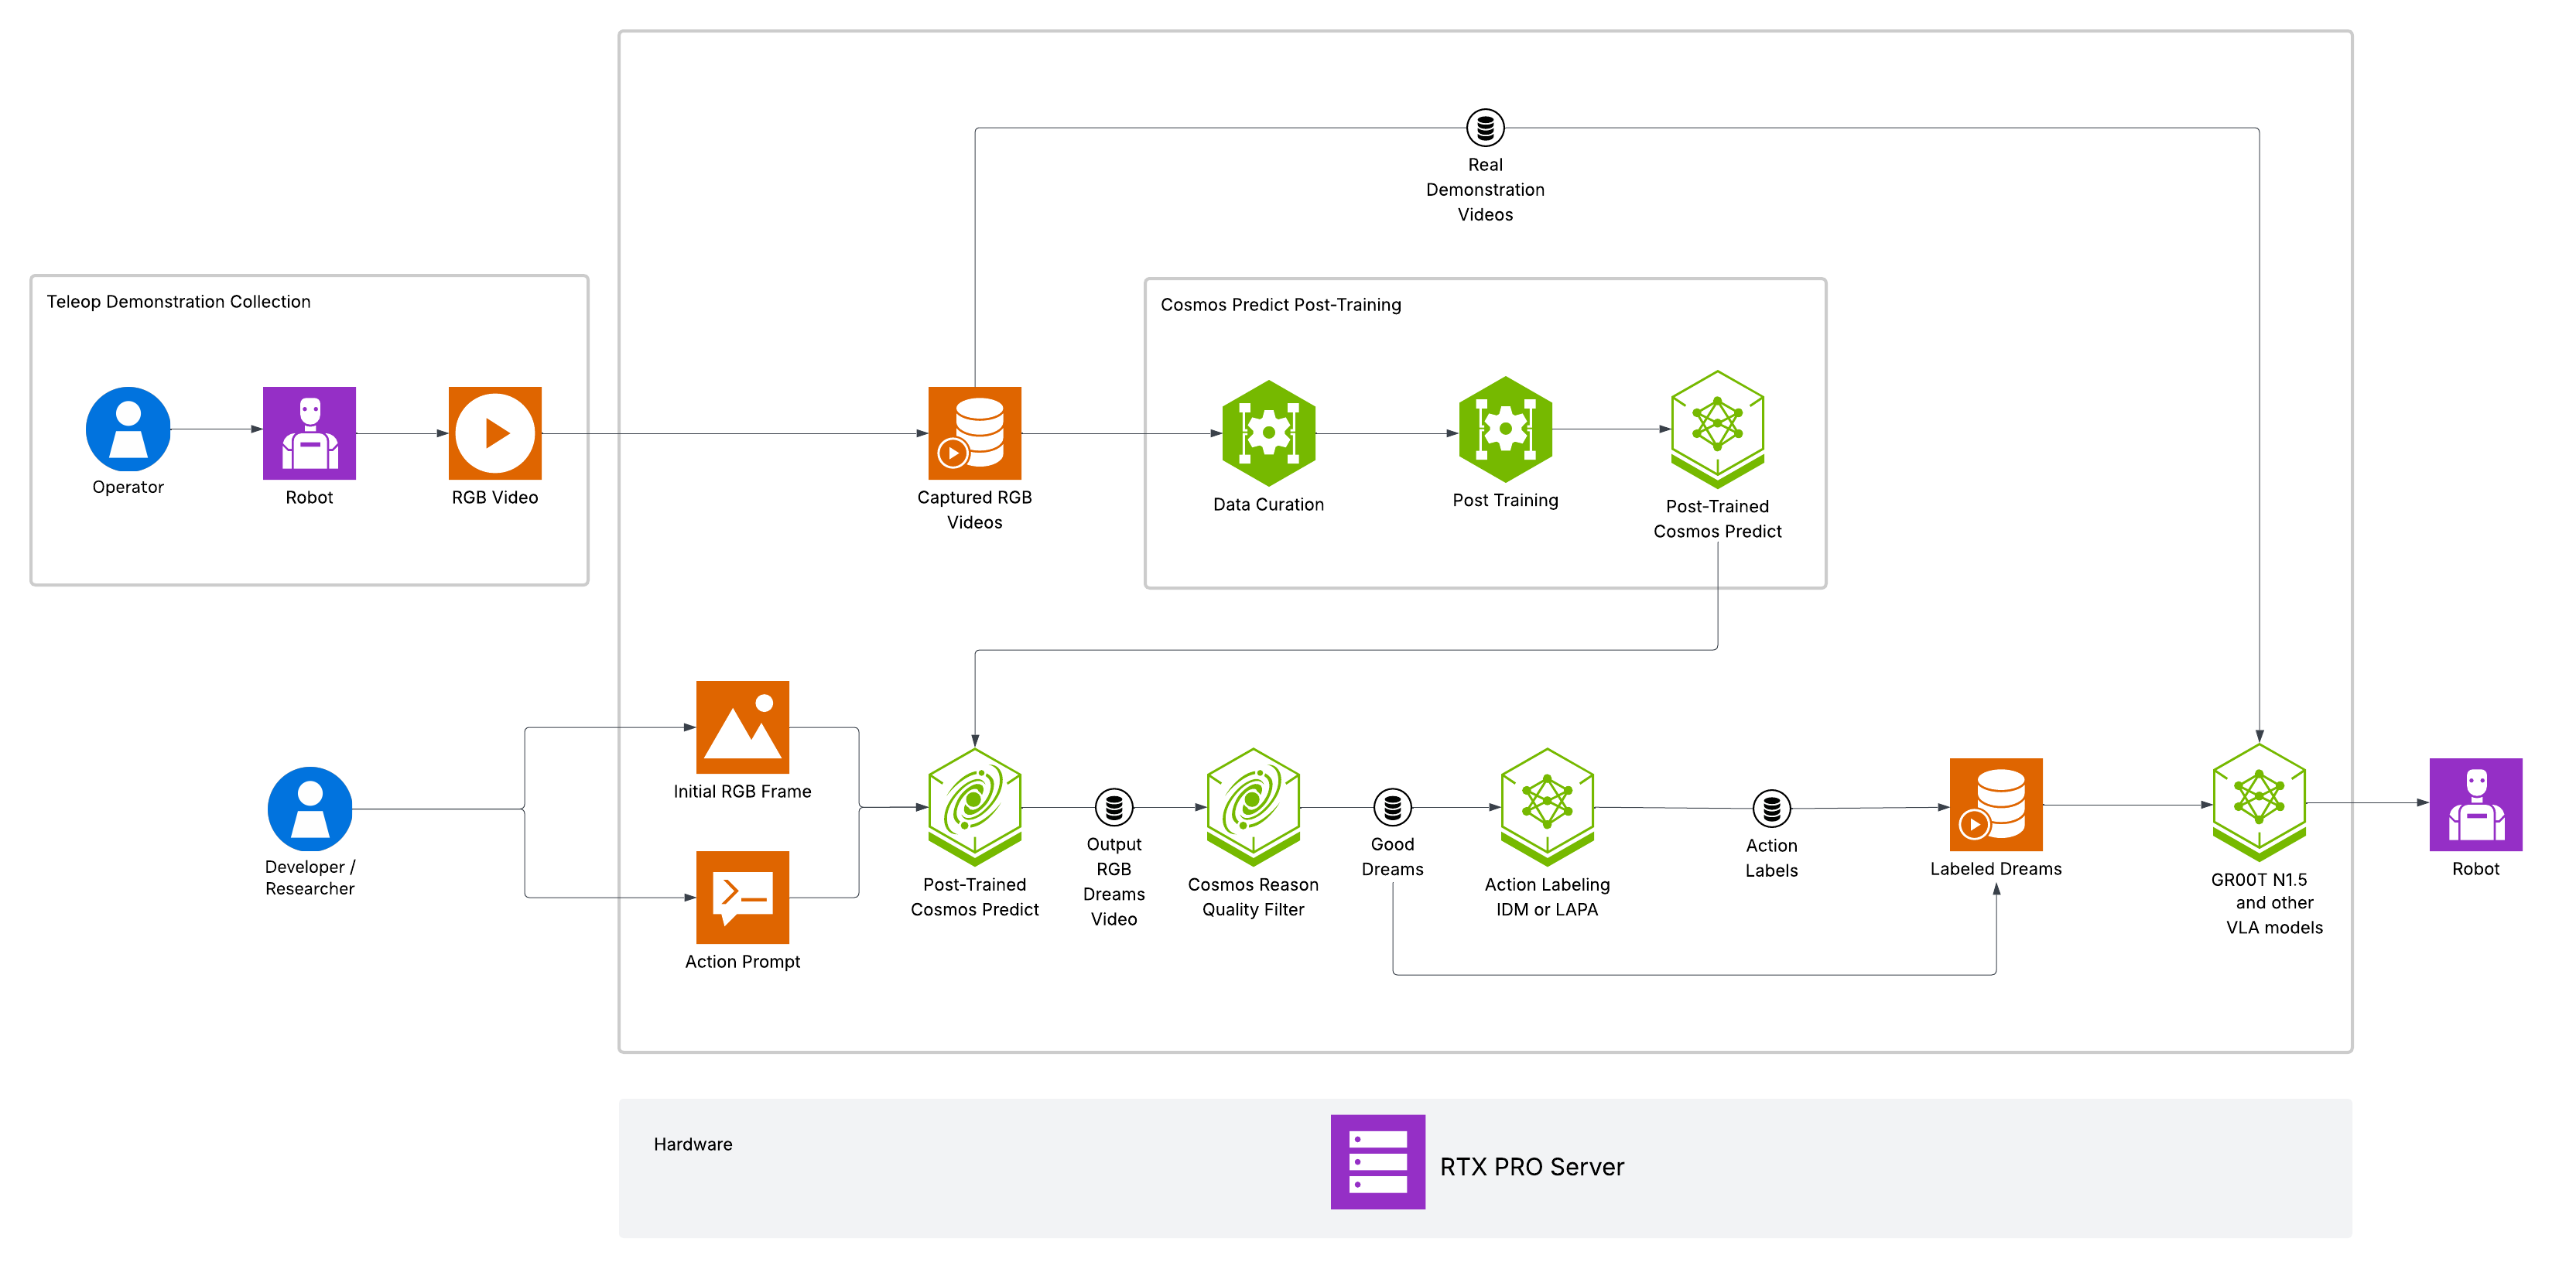 Real
Demonstration
Videos
Teleop Demonstration Collection
Operator
Robot
RGB Video
Captured RGB
Videos
Cosmos Predict Post-Training
Data Curation
Post Training
Post-Trained
Cosmos Predict
Developer /
Researcher
Initial RGB Frame
Action Prompt
Post-Trained
Cosmos Predict
Output
RGB
Dreams
Video
Cosmos Reason
Quality Filter
Good
Dreams
Action Labeling
IDM or LAPA
Action
Labels
Labeled Dreams
GR00T N1.5
and other
VLA models
Robot
Hardware
RTX PRO Server